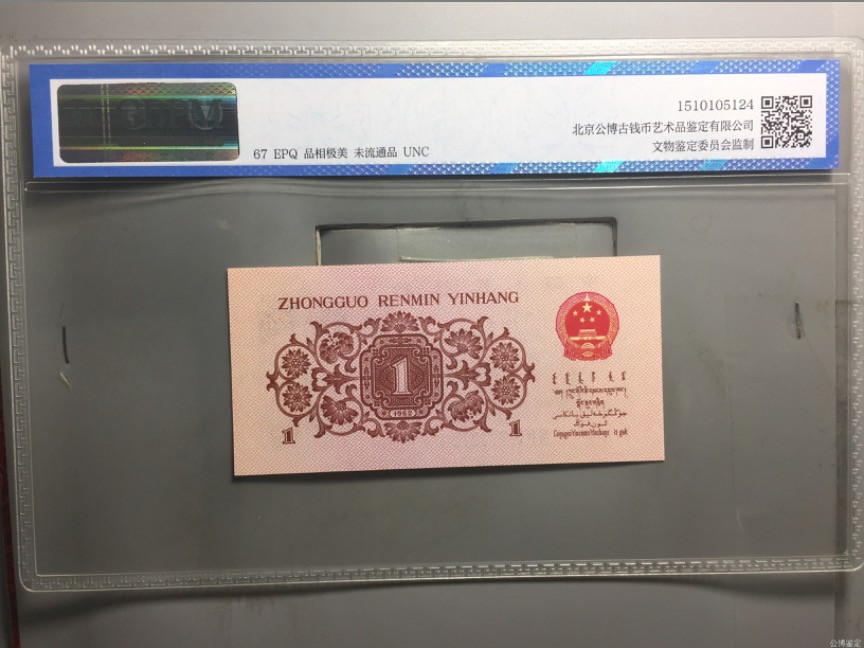 1510105124
北京公博古钱币艺术品鉴定有限公司
67 EPQ 品相极美 未流通品 UNC
文物鉴定委员会监制
ZHONGGUO RENMIN YINHANG
1
1962
1 1
公博鉴定